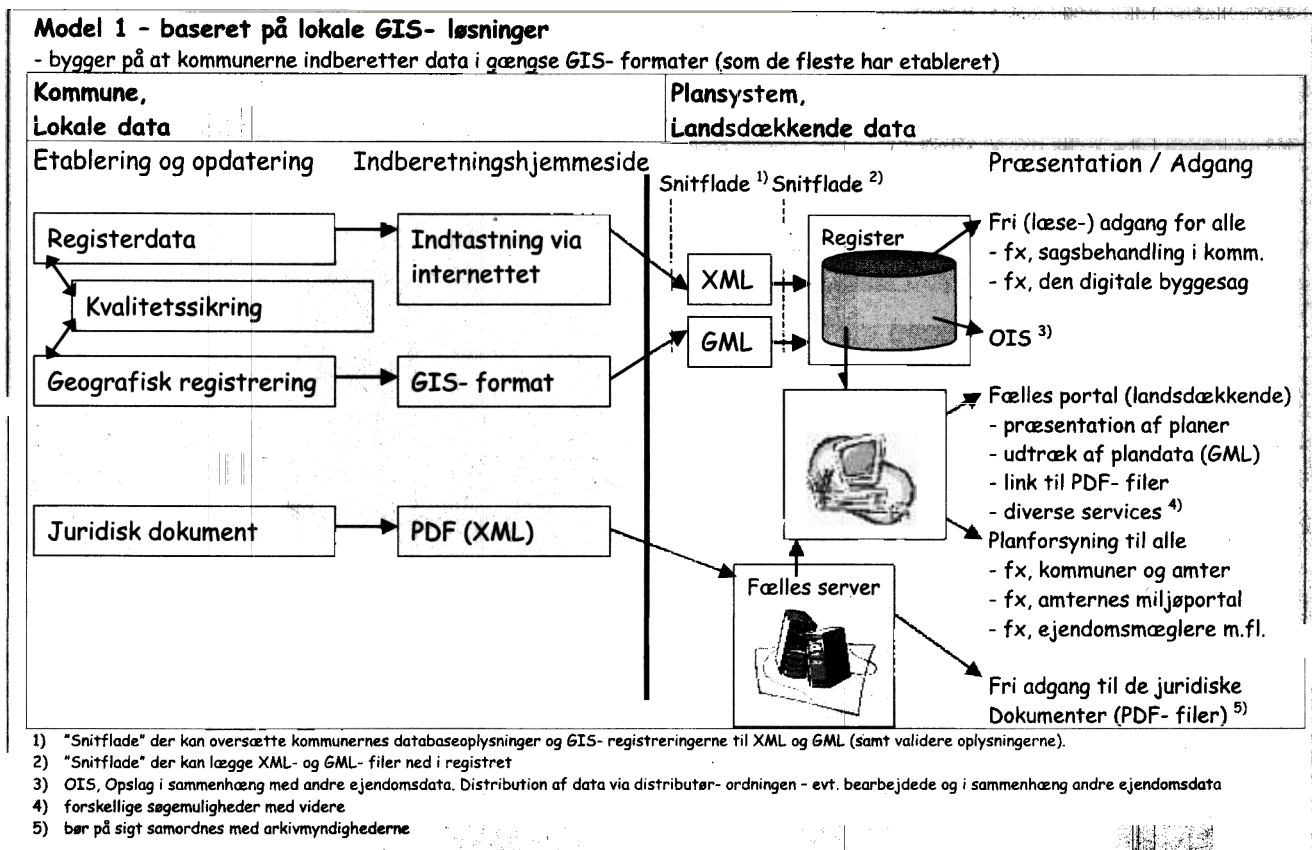 Model 1 - baseret på lokale GIS- løsninger
- bygger på at kommunerne indberetter data i gængse GIS- formater (som de fleste har etableret)
Kommune,
Lokale data
Plansystem,
Landsdækkende data
Etablering og opdatering
Indberetningshjemmeside
Snitflade 1) Snitflade 2)
Præsentation / Adgang
Registerdata
Kvalitetssikring
Geografisk registrering
Juridisk dokument
Indtastning via
internettet
GIS- format
PDF (XML)
XML
GML
Register
Fælles server
Fri (læse-) adgang for alle
- fx, sagsbehandling i komm.
- fx, den digitale byggesag
OIS 3)
Fælles portal (landsdækkende)
- præsentation af planer
- udtræk af plandata (GML)
- link til PDF- filer
- diverse services 4)
Planforsyning til alle
- fx, kommuner og amter
- fx, amternes miljøportal
- fx, ejendomsmæglere m.fl.
Fri adgang til de juridiske
Dokumenter (PDF- filer) 5)
1) "Snitflade" der kan oversætte kommunernes databaseoplysninger og GIS- registreringerne til XML og GML (samt validere oplysningerne).
2) "Snitflade" der kan lægge XML- og GML- filer ned i registret
3) OIS, Opslag i sammenhæng med andre ejendomsdata. Distribution af data via distributør- ordningen - evt. bearbejdede og i sammenhæng andre ejendomsdata
4) forskellige søgemuligheder med videre
5) bør på sigt samordnes med arkivmyndighederne